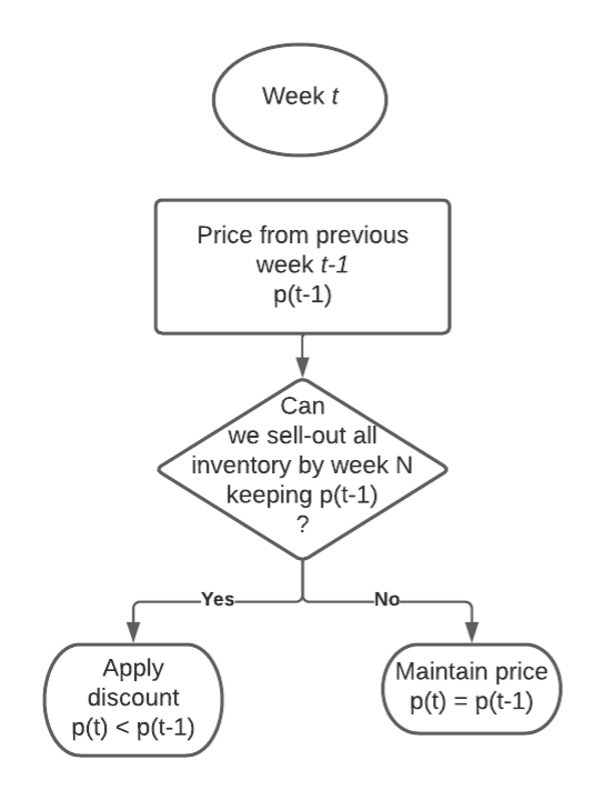 Week t
Price from previous
week t-1
p(t-1)
Can
we sell-out all
inventory by week N
keeping p(t-1)
?
Yes
No
Apply
discount
p(t) < p(t-1)
Maintain price
p(t) = p(t-1)